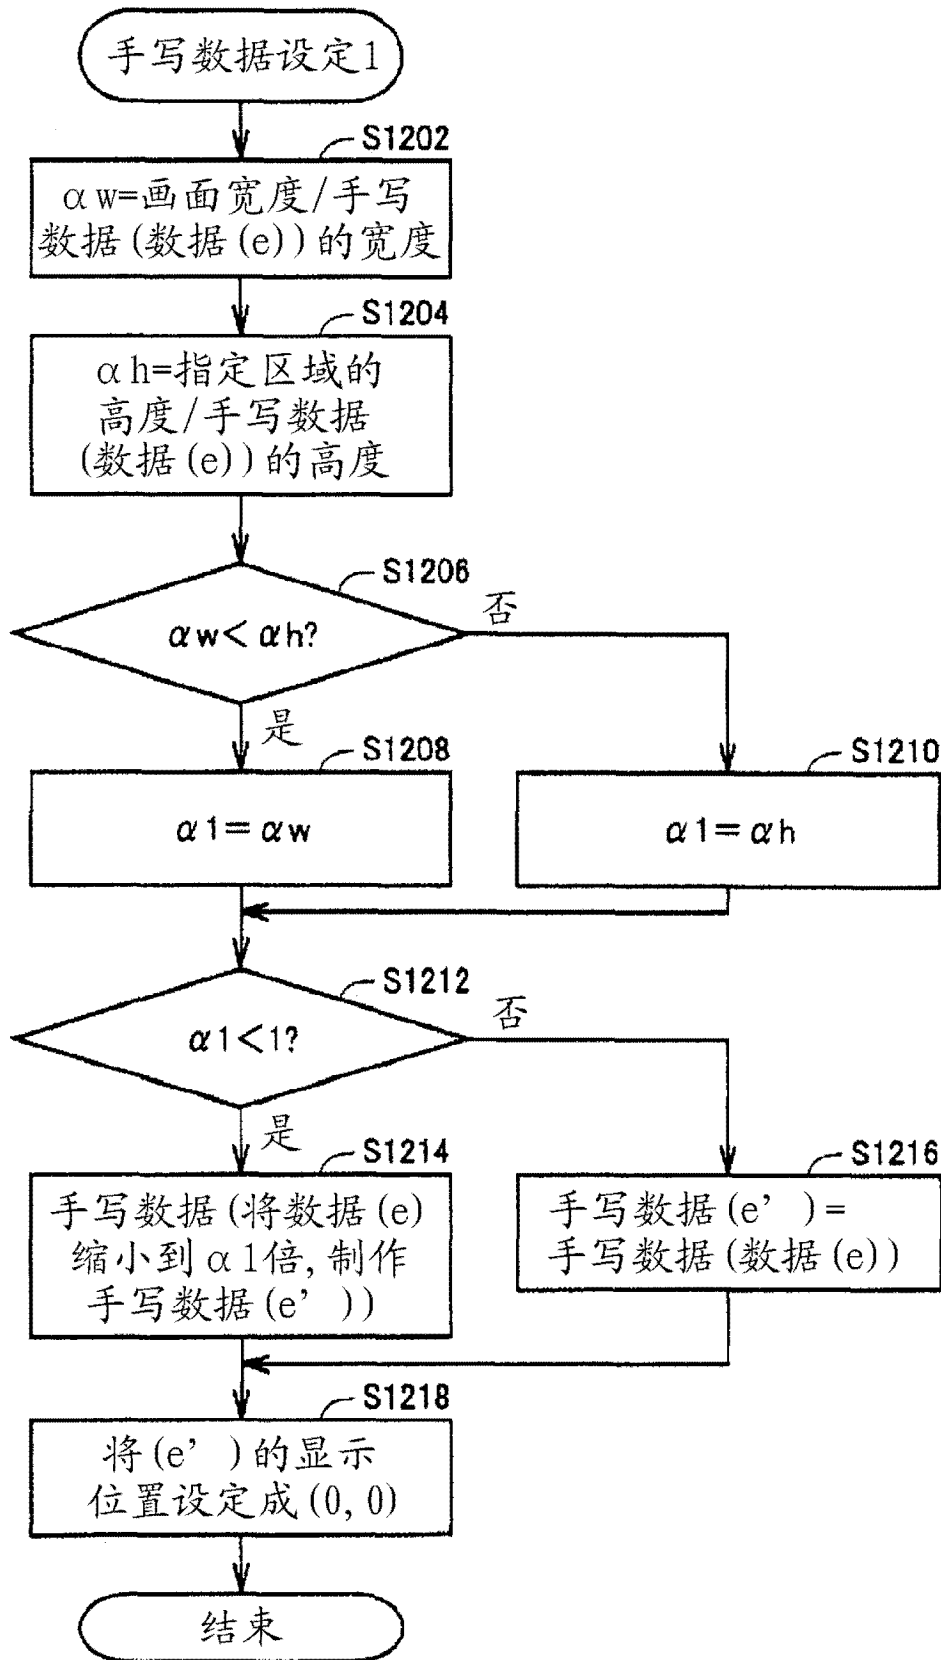 手写数据设定1
S1202
αw=画面宽度/手写
数据(数据(e))的宽度
S1204
αh=指定区域的
高度/手写数据
(数据(e))的高度
S1206
αw<αh?
否
是
S1208
α1=αw
S1210
α1=αh
S1212
α1<1?
否
是
S1214
手写数据(将数据(e)
缩小到α1倍,制作
手写数据(e’))
S1216
手写数据(e’)=
手写数据(数据(e))
S1218
将(e’)的显示
位置设定成(0,0)
结束